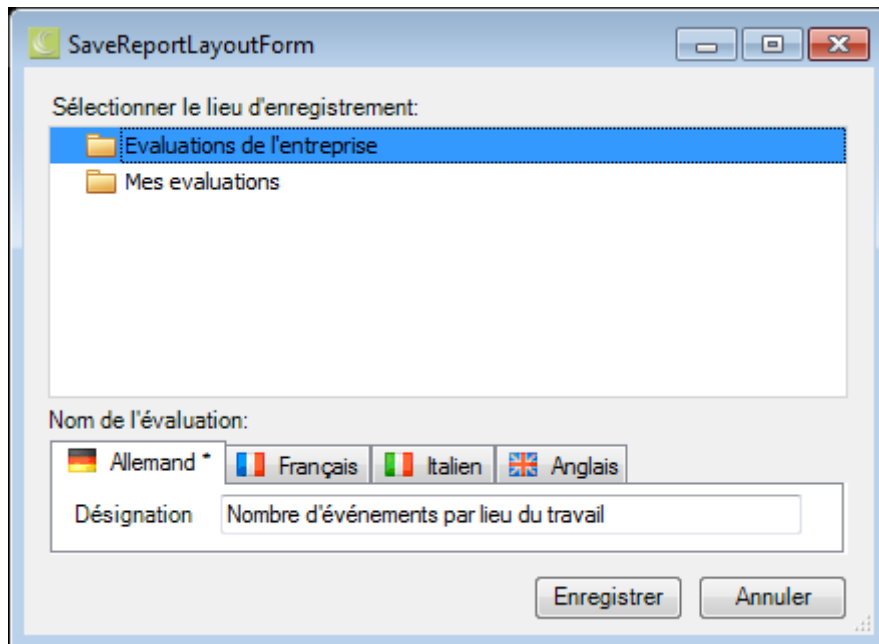 SaveReportLayoutForm
Sélectionner le lieu d'enregistrement:
Evaluations de l'entreprise
Mes evaluations
Nom de l'évaluation:
Allemand * Français Italien Anglais
Désignation Nombre d'événements par lieu du travail
Enregistrer Annuler